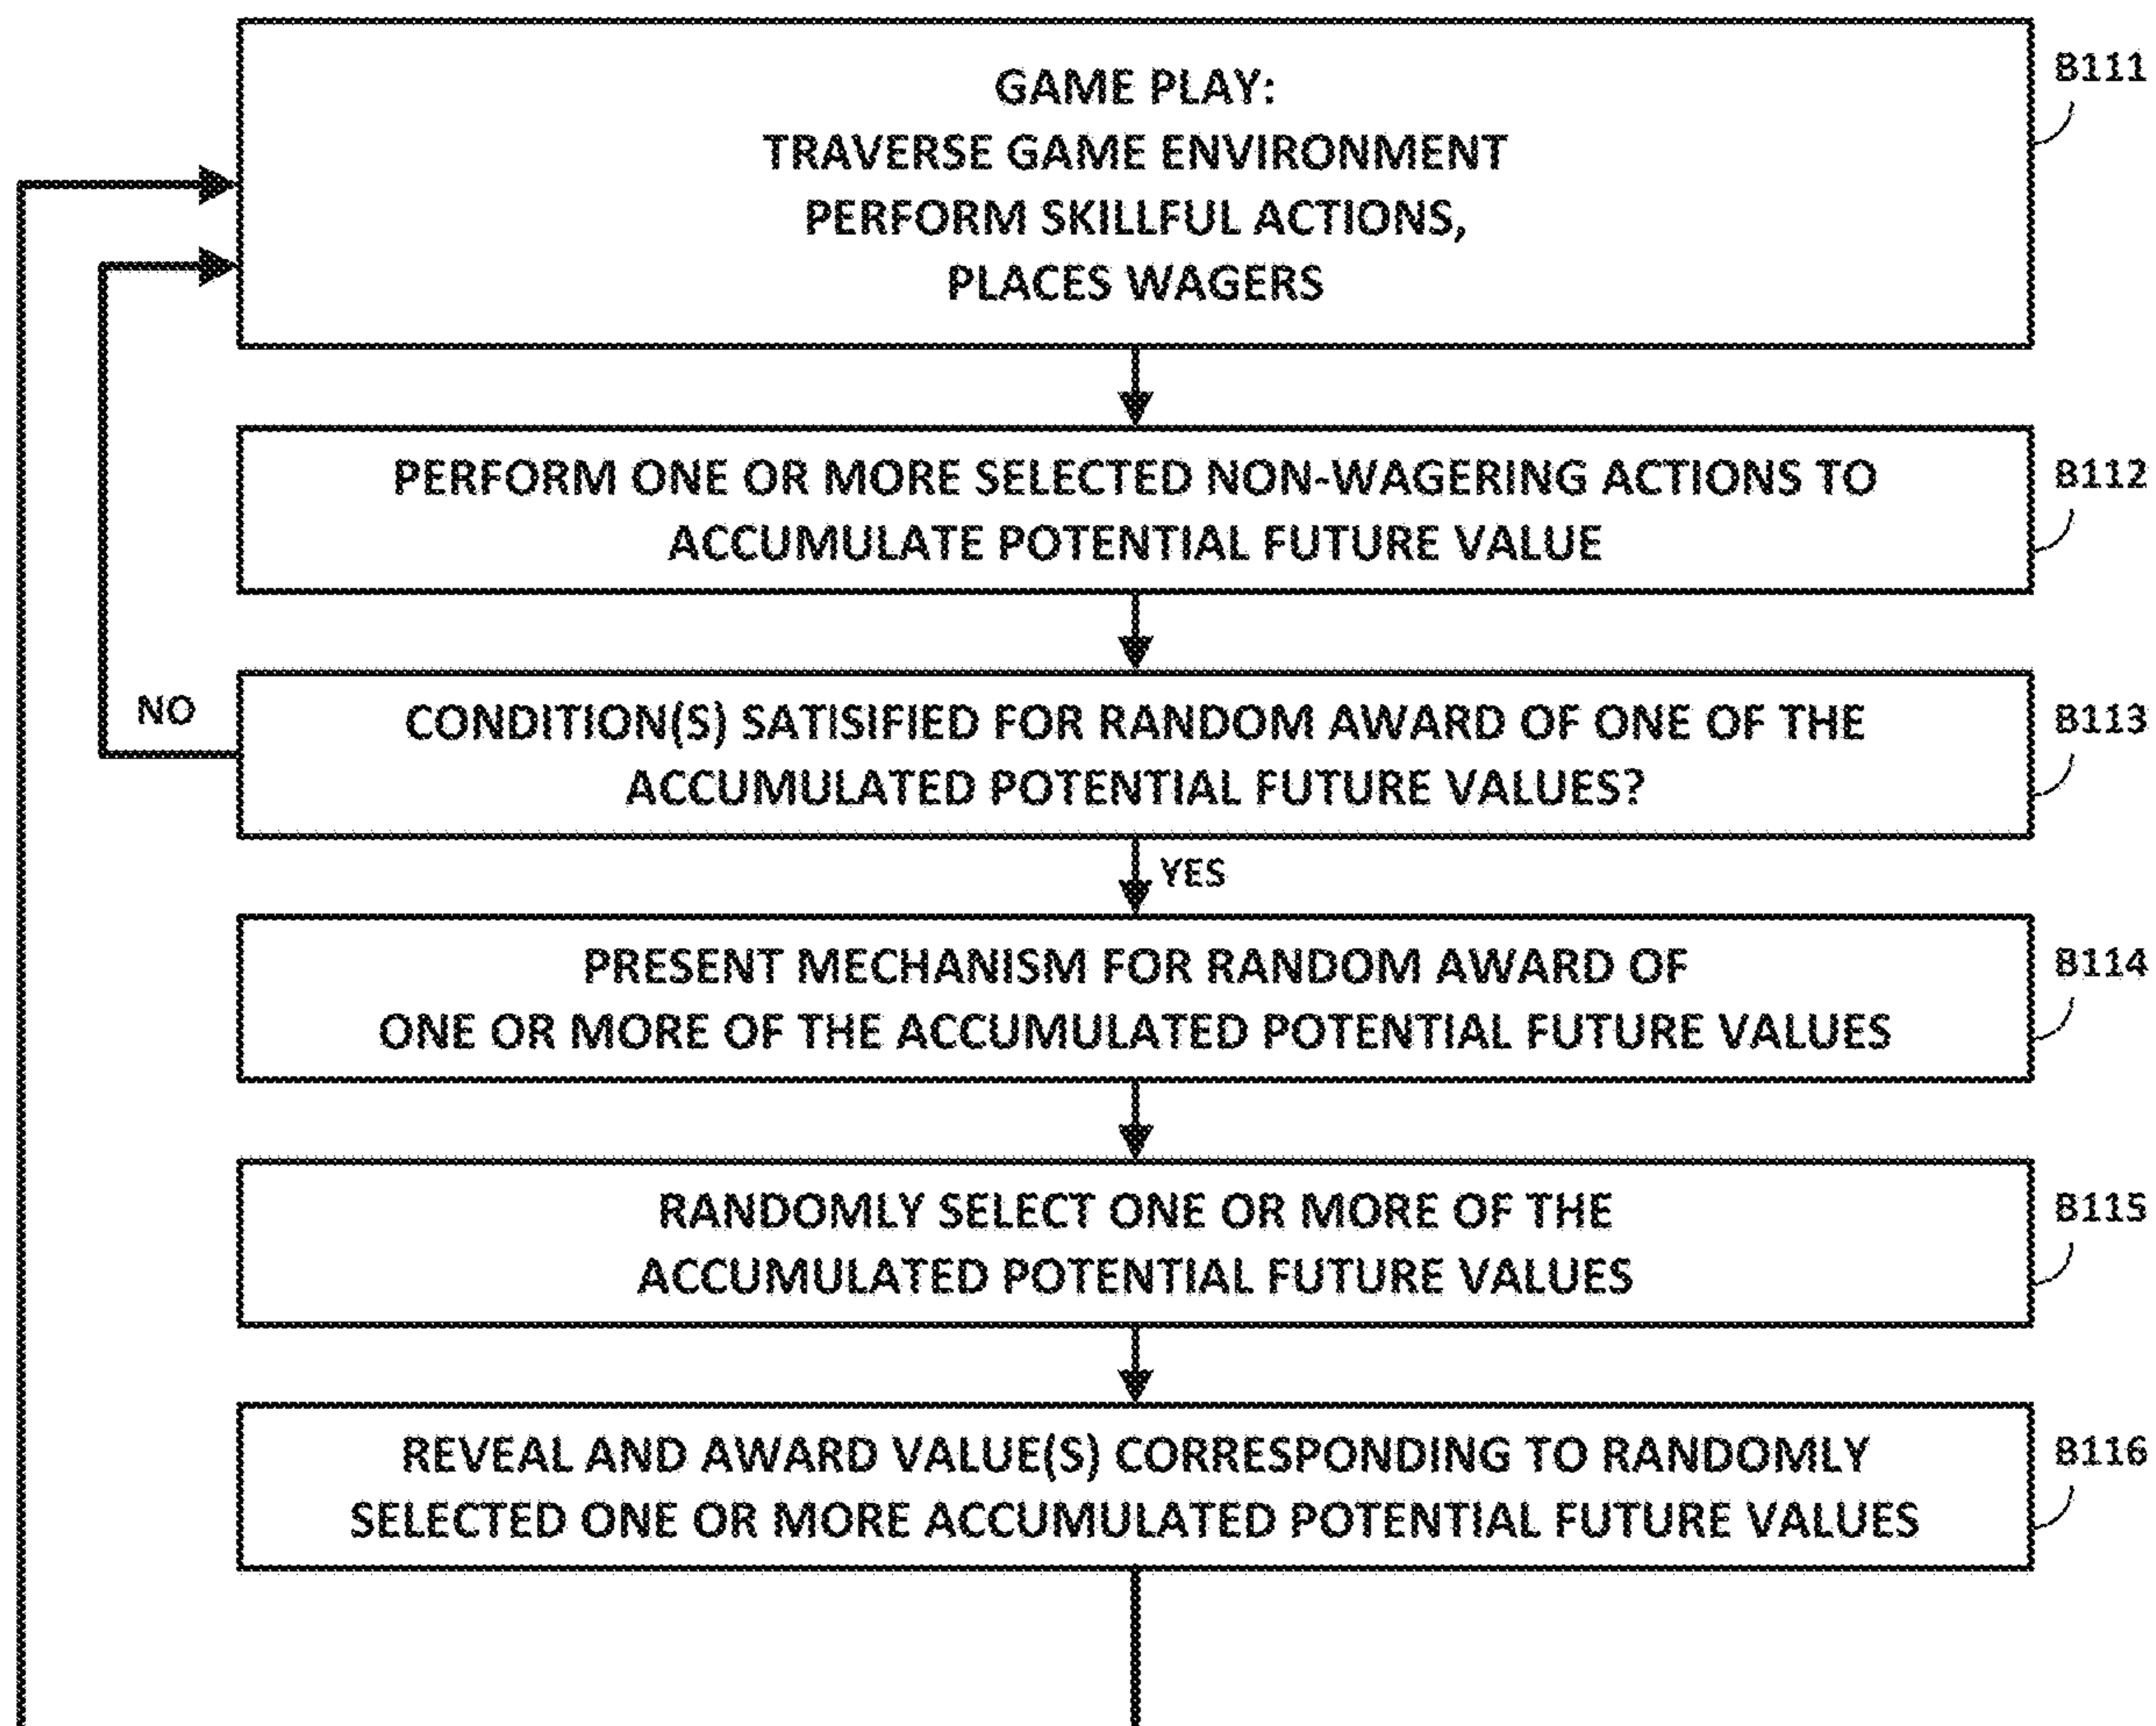 GAME PLAY:
TRAVERSE GAME ENVIRONMENT
PERFORM SKILLFUL ACTIONS,
PLACES WAGERS
B111
PERFORM ONE OR MORE SELECTED NON-WAGERING ACTIONS TO
ACCUMULATE POTENTIAL FUTURE VALUE
B112
NO
CONDITION(S) SATISIFIED FOR RANDOM AWARD OF ONE OF THE
ACCUMULATED POTENTIAL FUTURE VALUES?
B113
YES
PRESENT MECHANISM FOR RANDOM AWARD OF
ONE OR MORE OF THE ACCUMULATED POTENTIAL FUTURE VALUES
B114
RANDOMLY SELECT ONE OR MORE OF THE
ACCUMULATED POTENTIAL FUTURE VALUES
B115
REVEAL AND AWARD VALUE(S) CORRESPONDING TO RANDOMLY
SELECTED ONE OR MORE ACCUMULATED POTENTIAL FUTURE VALUES
B116